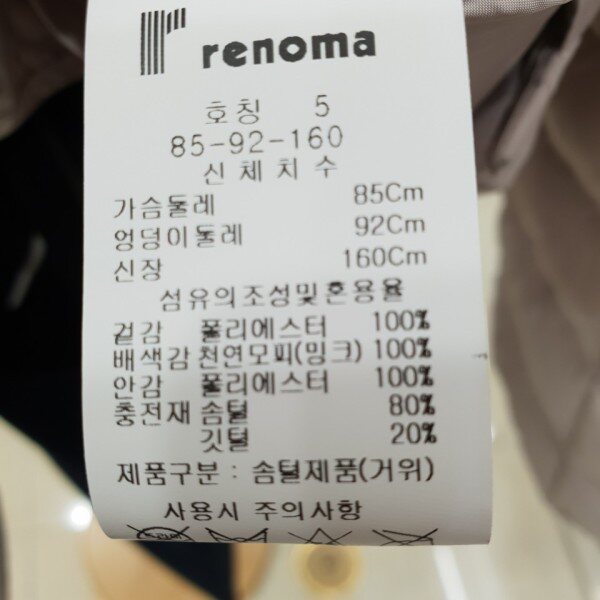 renoma
호칭 5
85-92-160
신체치수
가슴둘레 85Cm
엉덩이둘레 92Cm
신장 160Cm
섬유의조성및혼용율
겉감 폴리에스터 100%
배색감 천연모피(밍크) 100%
안감 폴리에스터 100%
충전재 솜털 80%
깃털 20%
제품구분 : 솜털제품(거위)
사용시 주의사항